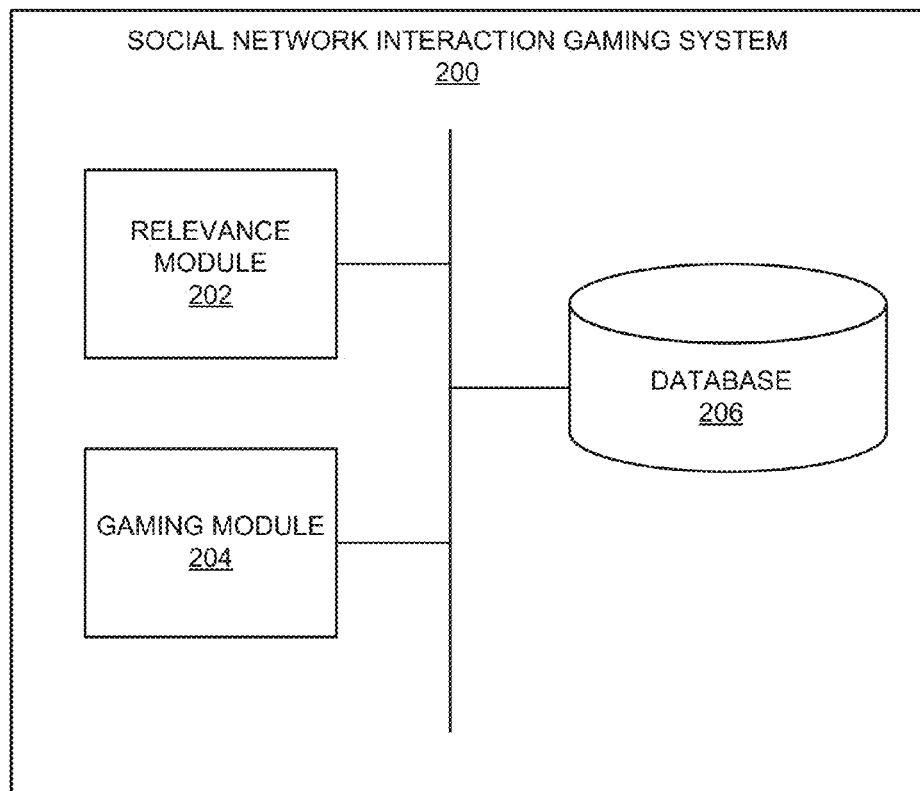 SOCIAL NETWORK INTERACTION GAMING SYSTEM
200
RELEVANCE
MODULE
202
DATABASE
206
GAMING MODULE
204